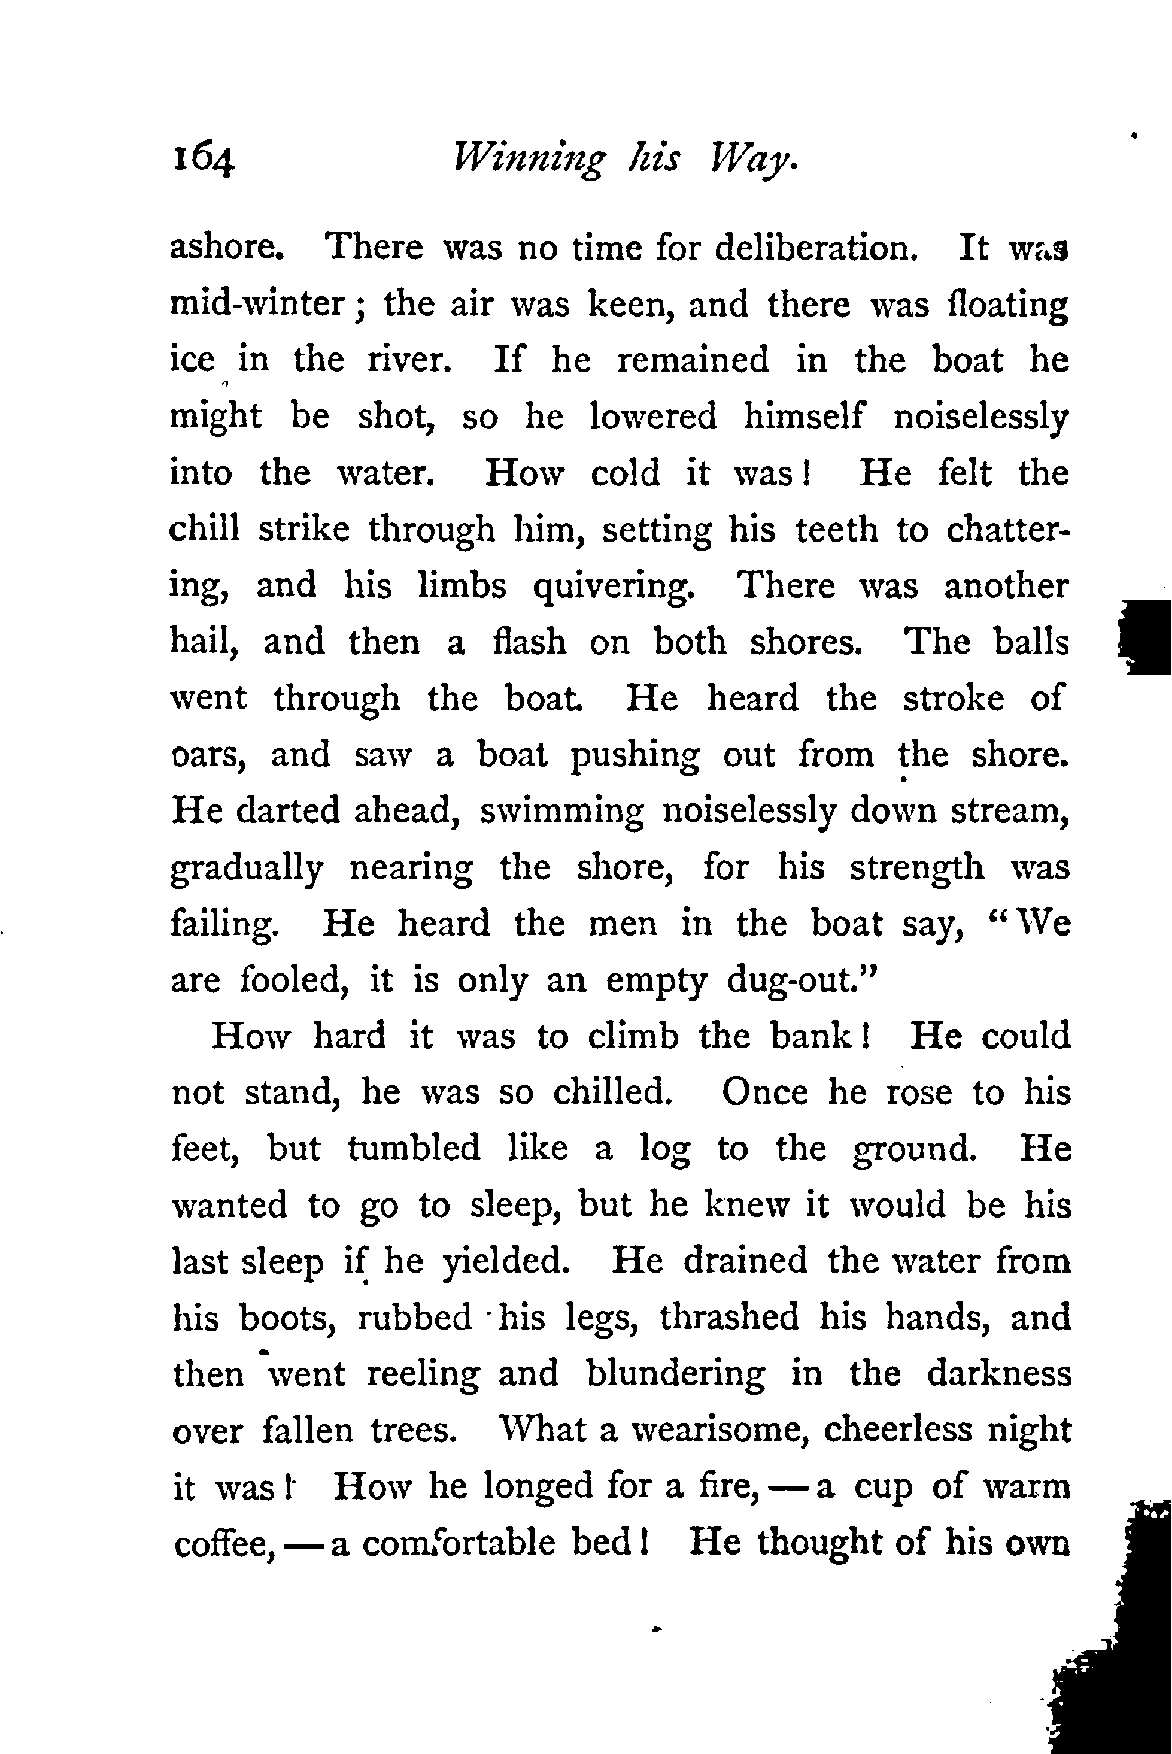 164 Winning his Way.
ashore. There was no time for deliberation. It was
mid-winter; the air was keen, and there was floating
ice in the river. If he remained in the boat he
might be shot, so he lowered himself noiselessly
into the water. How cold it was! He felt the
chill strike through him, setting his teeth to chatter-
ing, and his limbs quivering. There was another
hail, and then a flash on both shores. The balls
went through the boat. He heard the stroke of
oars, and saw a boat pushing out from the shore.
He darted ahead, swimming noiselessly down stream,
gradually nearing the shore, for his strength was
failing. He heard the men in the boat say, “We
are fooled, it is only an empty dug-out.”
How hard it was to climb the bank! He could
not stand, he was so chilled. Once he rose to his
feet, but tumbled like a log to the ground. He
wanted to go to sleep, but he knew it would be his
last sleep if he yielded. He drained the water from
his boots, rubbed his legs, thrashed his hands, and
then went reeling and blundering in the darkness
over fallen trees. What a wearisome, cheerless night
it was! How he longed for a fire,—a cup of warm
coffee,—a comfortable bed! He thought of his own